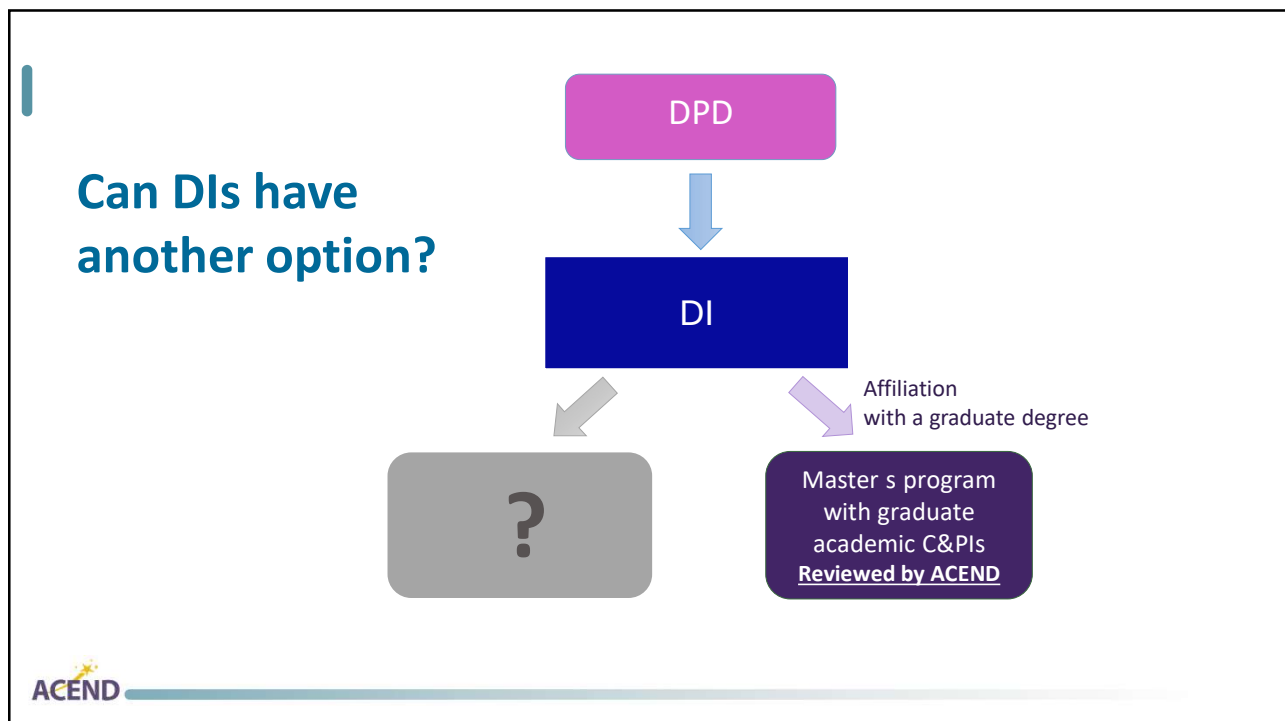 DPD
Can DIs have
another option?
DI
Affiliation
with a graduate degree
?
Master s program
with graduate
academic C&PIs
Reviewed by ACEND
ACEND